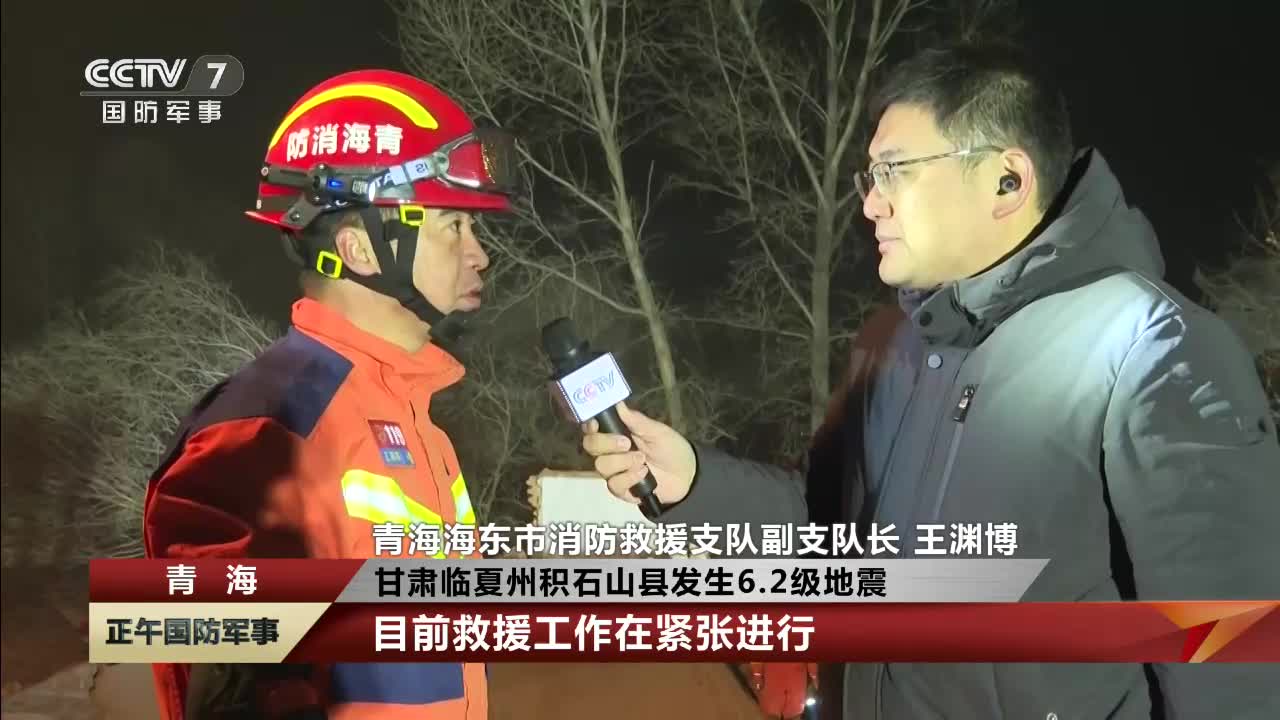 CCTV 7
国防军事
青海消防
119
CCTV
青海海东市消防救援支队副支队长 王渊博
青 海
甘肃临夏州积石山县发生6.2级地震
正午国防军事
目前救援工作在紧张进行